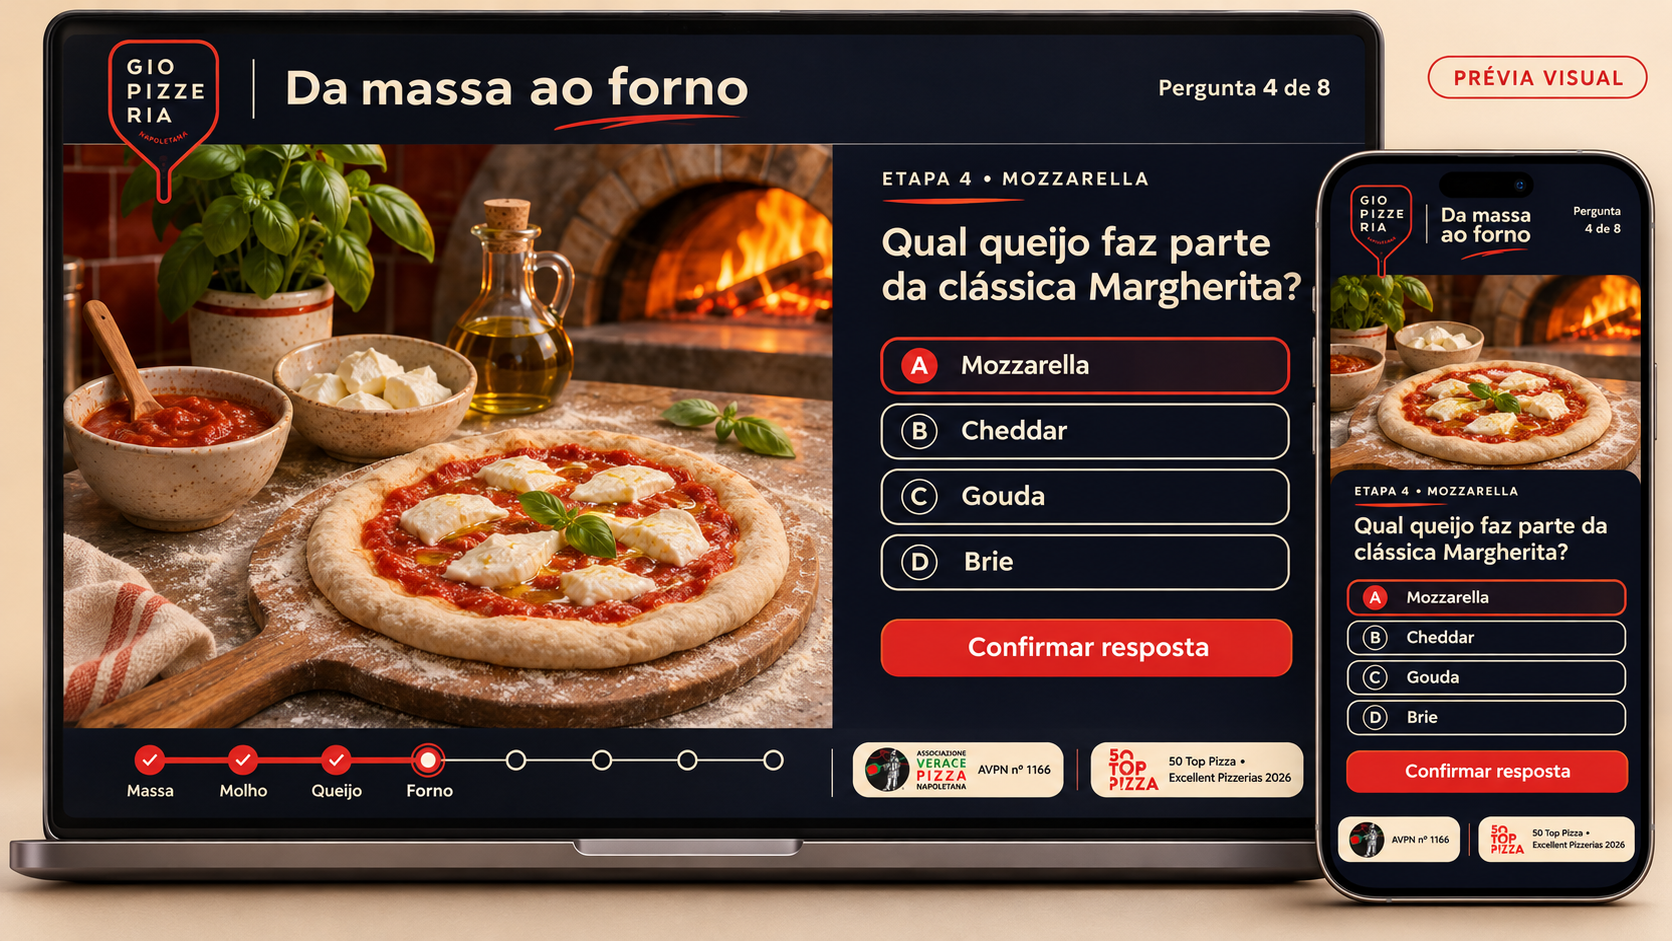 GIO
PIZZE
RIA
NAPOLETANA
Da massa ao forno
Pergunta 4 de 8
PRÉVIA VISUAL
ETAPA 4 • MOZZARELLA
Qual queijo faz parte
da clássica Margherita?
A Mozzarella
B Cheddar
C Gouda
D Brie
Confirmar resposta
Massa
Molho
Queijo
Forno
ASSOCIAZIONE
VERACE
PIZZA
NAPOLETANA
AVPN nº 1166
50
TOP
PIZZA
50 Top Pizza •
Excellent Pizzerias 2026
GIO
PIZZE
RIA
Da massa
ao forno
Pergunta
4 de 8
ETAPA 4 • MOZZARELLA
Qual queijo faz parte da
clássica Margherita?
A Mozzarella
B Cheddar
C Gouda
D Brie
Confirmar resposta
AVPN nº 1166
50
TOP
PIZZA
50 Top Pizza •
Excellent Pizzerias 2026